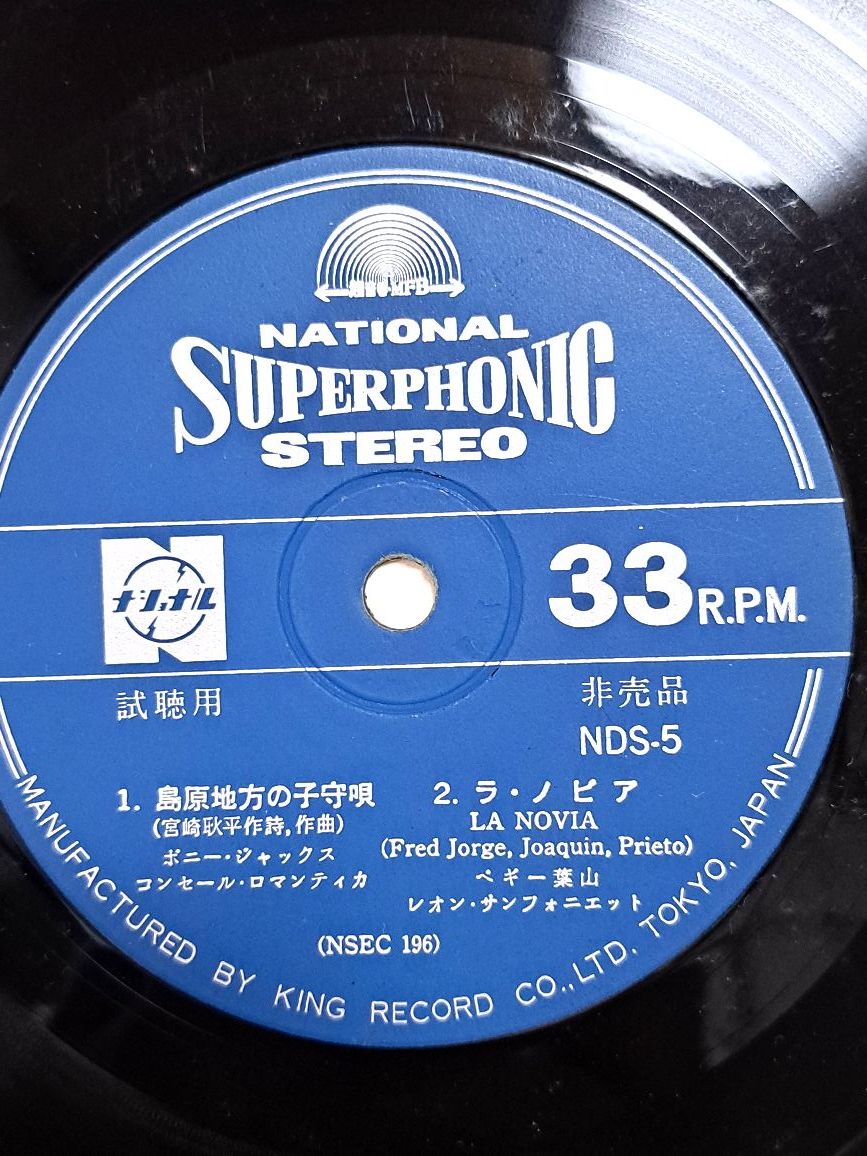 MFB
NATIONAL
SUPERPHONIC
STEREO
N
ナショナル
33 R.P.M.
試聴用
非売品
NDS-5
1. 島原地方の子守唄
(宮崎耿平作詩,作曲)
ボニー・ジャックス
コンセール・ロマンティカ
2. ラ・ノビア
LA NOVIA
(Fred Jorge, Joaquin, Prieto)
ペギー葉山
レオン・サンフォニエット
(NSEC 196)
MANUFACTURED BY KING RECORD CO., LTD. TOKYO, JAPAN